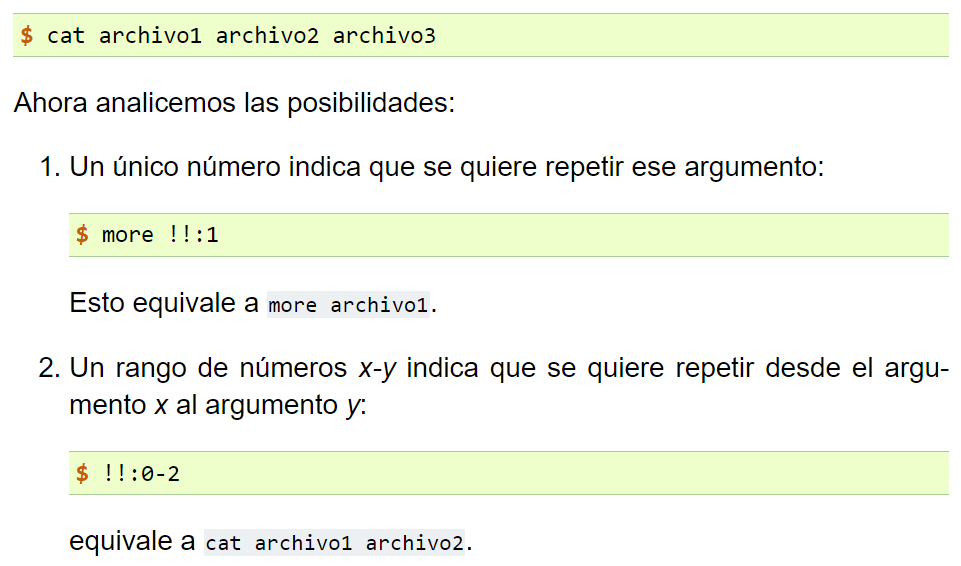 $ cat archivo1 archivo2 archivo3
Ahora analicemos las posibilidades:
1. Un único número indica que se quiere repetir ese argumento:
$ more !!:1
Esto equivale a more archivo1.
2. Un rango de números x-y indica que se quiere repetir desde el argu-
mento x al argumento y:
$ !!:0-2
equivale a cat archivo1 archivo2.